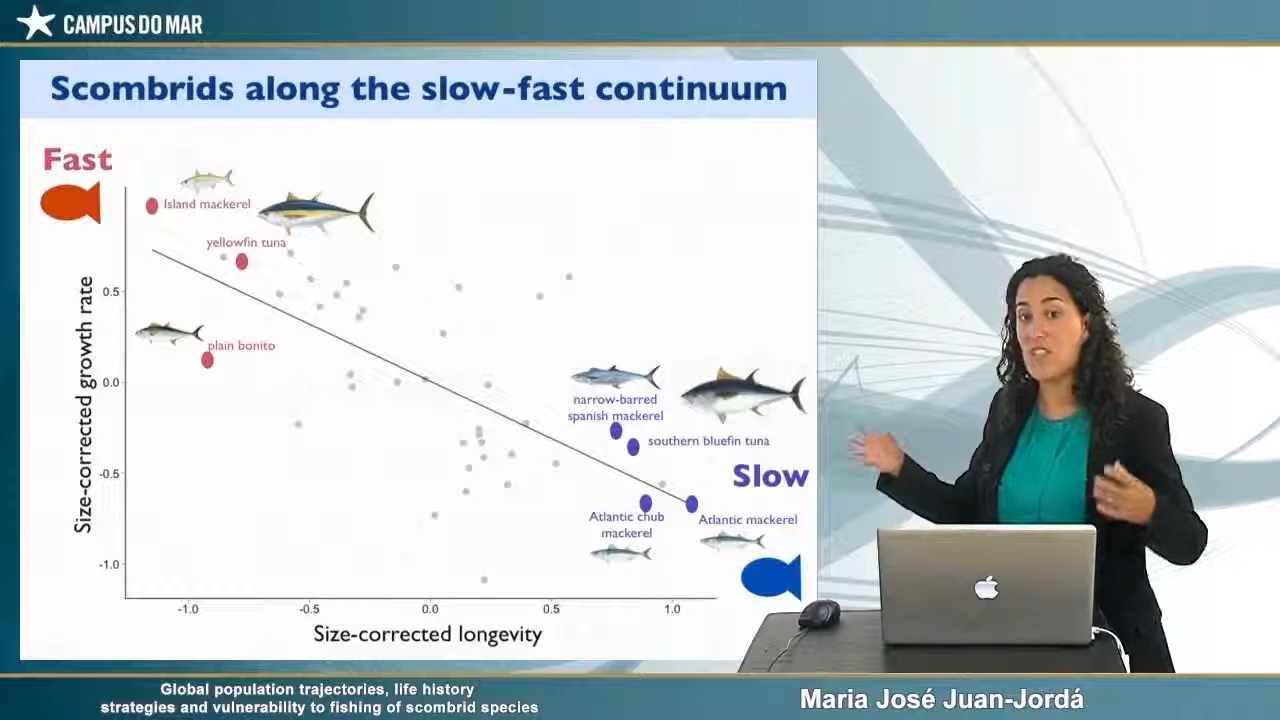 CAMPUS DO MAR
Scombrids along the slow-fast continuum
Fast
Island mackerel
yellowfin tuna
plain bonito
narrow-barred
spanish mackerel
southern bluefin tuna
Slow
Atlantic chub
mackerel
Atlantic mackerel
Size-corrected growth rate
0.5
0.0
-0.5
-1.0
-1.0
-0.5
0.0
0.5
1.0
Size-corrected longevity
Global population trajectories, life history
strategies and vulnerability to fishing of scombrid species
Maria José Juan-Jordá